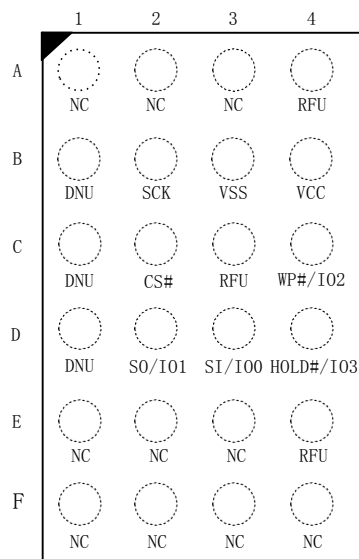 1 2 3 4
A
NC NC NC RFU
B
DNU SCK VSS VCC
C
DNU CS# RFU WP#/IO2
D
DNU SO/IO1 SI/IO0 HOLD#/IO3
E
NC NC NC RFU
F
NC NC NC NC